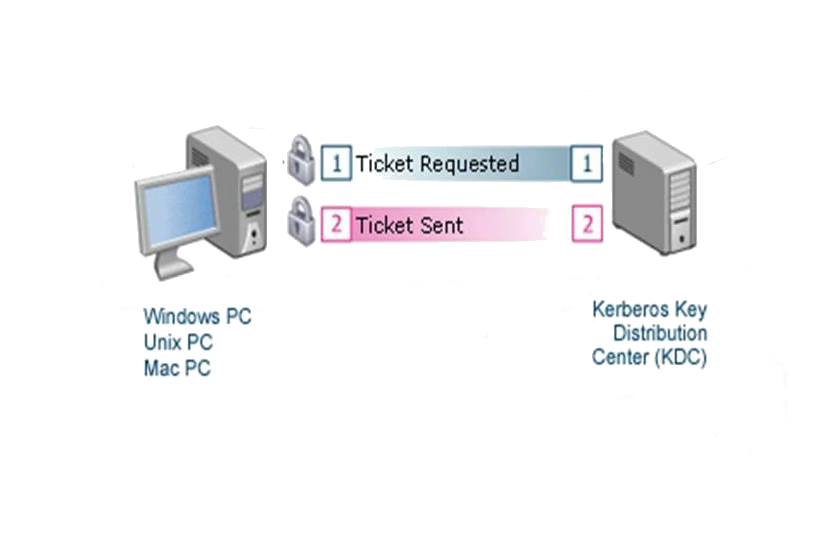 1 Ticket Requested 1
2 Ticket Sent 2
Windows PC
Unix PC
Mac PC
Kerberos Key
Distribution
Center (KDC)